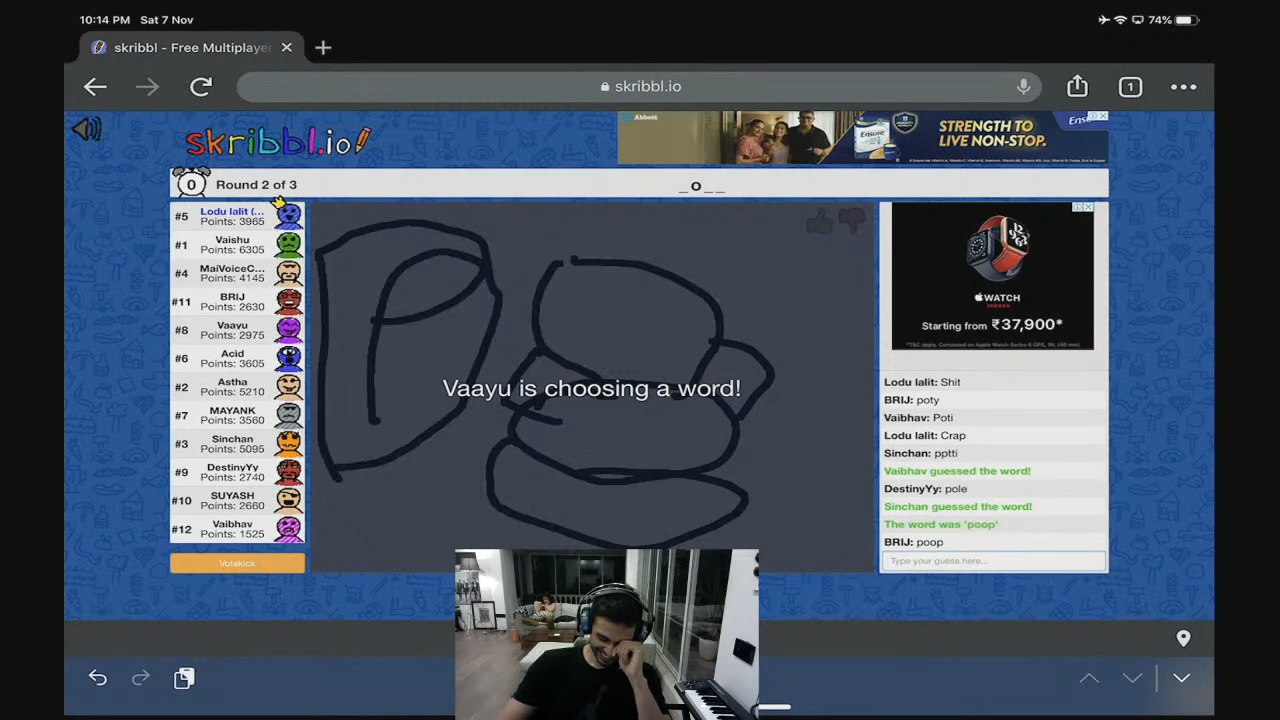 10:14 PM Sat 7 Nov
74%
skribbl - Free Multiplaye
skribbl.io
1
skribbl.io!
Abbott
STRENGTH TO
LIVE NON-STOP.
Ensure
0 Round 2 of 3
_ O _ _
#5 Lodu lalit (...
Points: 3965
#1 Vaishu
Points: 6305
#4 MaiVoiceC...
Points: 4145
#11 BRIJ
Points: 2630
#8 Vaayu
Points: 2975
#6 Acid
Points: 3605
#2 Astha
Points: 5210
#7 MAYANK
Points: 3560
#3 Sinchan
Points: 5095
#9 DestinyYy
Points: 2740
#10 SUYASH
Points: 2660
#12 Vaibhav
Points: 1525
Votekick
P
Vaayu is choosing a word!
WATCH
Starting from ₹37,900*
Lodu lalit: Shit
BRIJ: poty
Vaibhav: Poti
Lodu lalit: Crap
Sinchan: pptti
Vaibhav guessed the word!
DestinyYy: pole
Sinchan guessed the word!
The word was 'poop'
BRIJ: poop
Type your guess here...